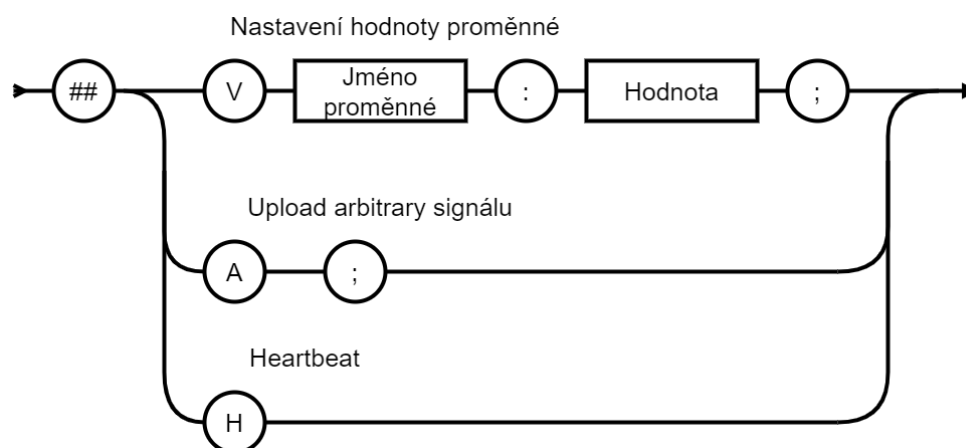 Nastavení hodnoty proměnné
##
V
Jméno
proměnné
:
Hodnota
;
Upload arbitrary signálu
A
;
Heartbeat
H